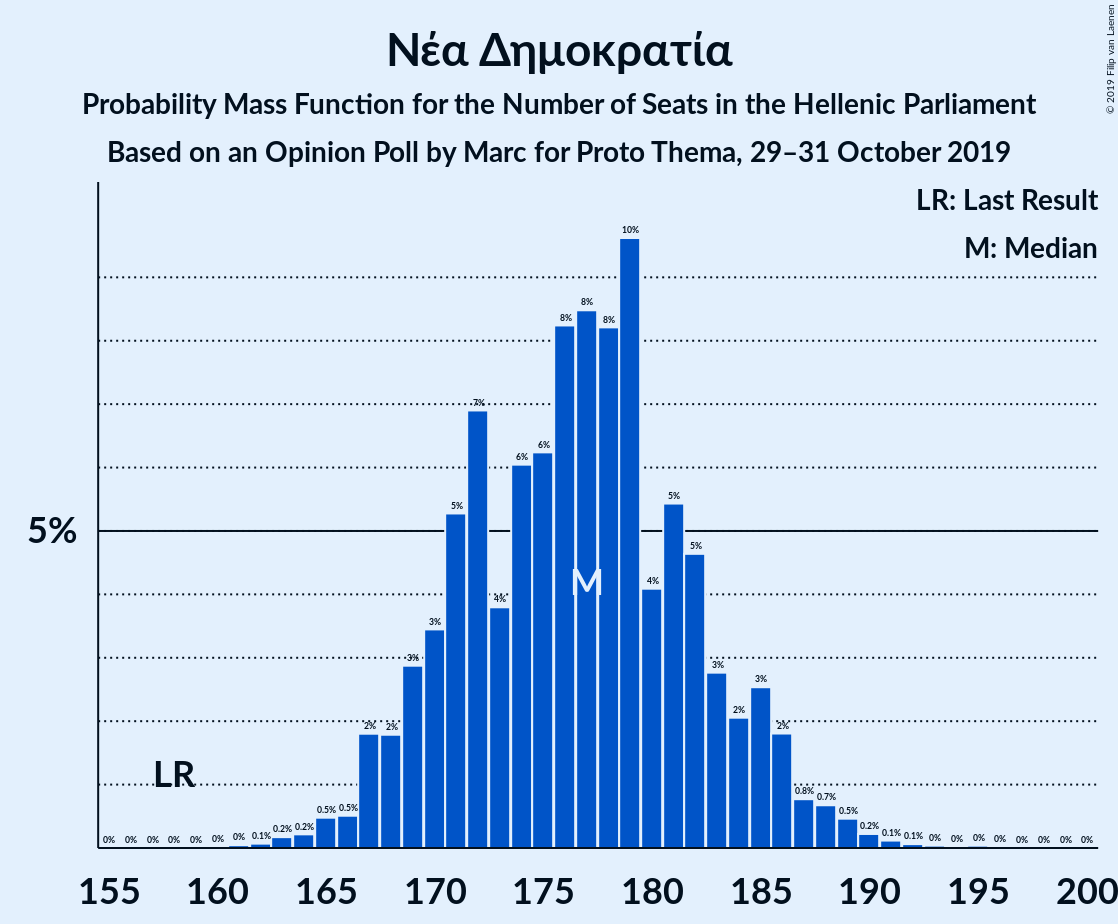 Νέα Δημοκρατία
Probability Mass Function for the Number of Seats in the Hellenic Parliament
Based on an Opinion Poll by Marc for Proto Thema, 29–31 October 2019
© 2019 Filip van Laenen
LR: Last Result
M: Median
5%
LR
M
0% 0% 0% 0% 0% 0% 0% 0.1% 0.2% 0.2% 0.5% 0.5% 2% 2% 3% 3% 5% 7% 4% 6% 6% 8% 8% 8% 10% 4% 5% 5% 3% 2% 3% 2% 0.8% 0.7% 0.5% 0.2% 0.1% 0.1% 0% 0% 0% 0% 0% 0% 0% 0%
155 160 165 170 175 180 185 190 195 200